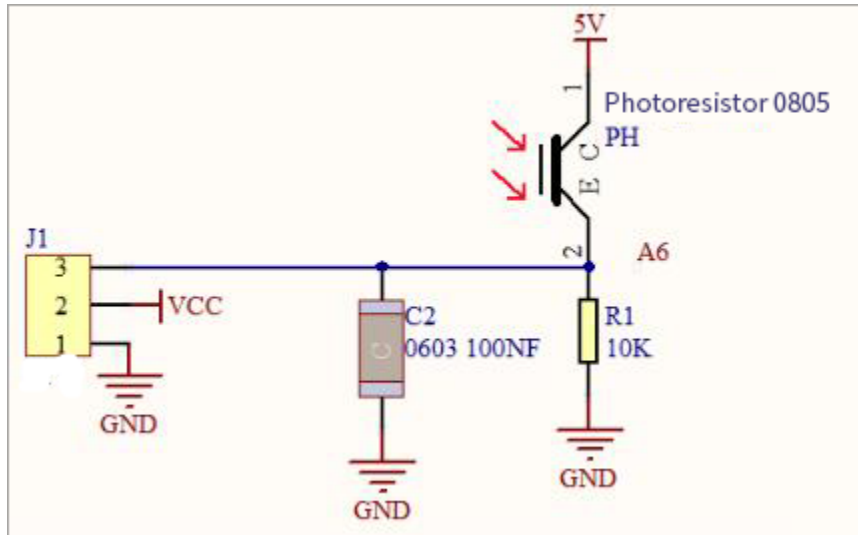 5V
1
Photoresistor 0805
PH
C
E
2
A6
J1
3
2
VCC
1
GND
C2
0603 100NF
C
GND
R1
10K
GND